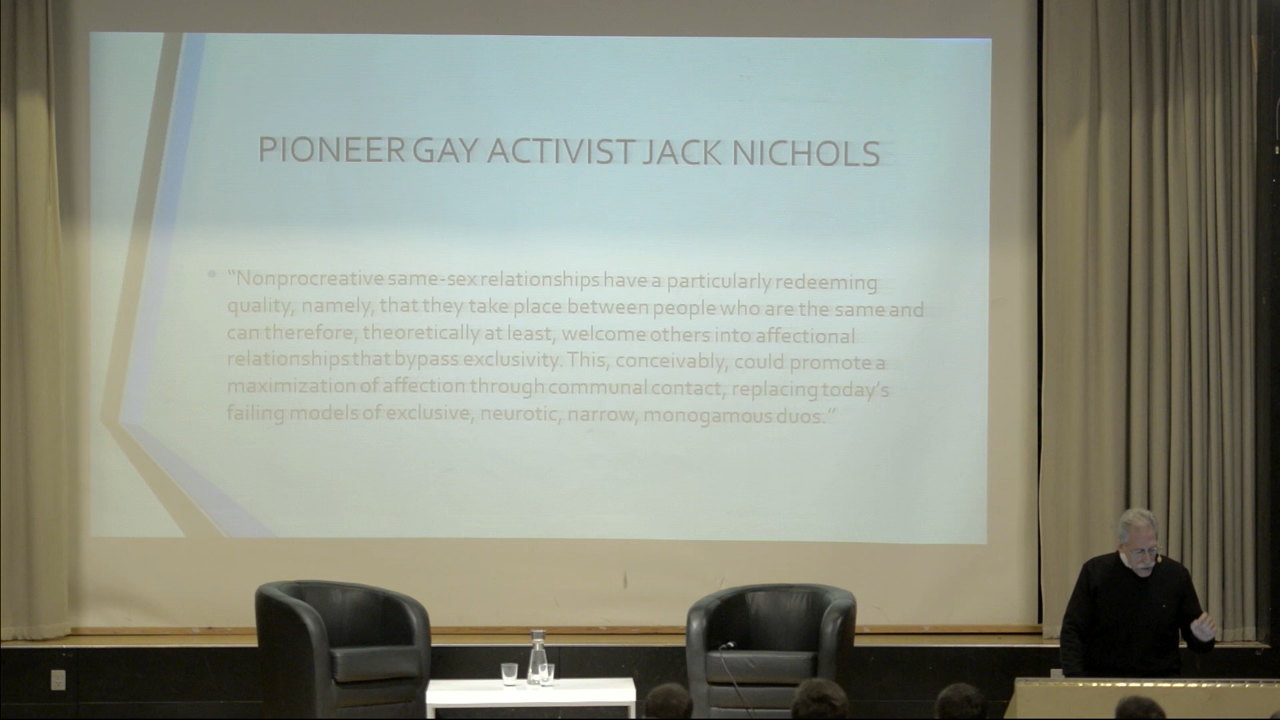 PIONEER GAY ACTIVIST JACK NICHOLS
“Nonprocreative same-sex relationships have a particularly redeeming
quality, namely, that they take place between people who are the same and
can therefore, theoretically at least, welcome others into affectional
relationships that bypass exclusivity. This, conceivably, could promote a
maximization of affection through communal contact, replacing today’s
failing models of exclusive, neurotic, narrow, monogamous duos.”